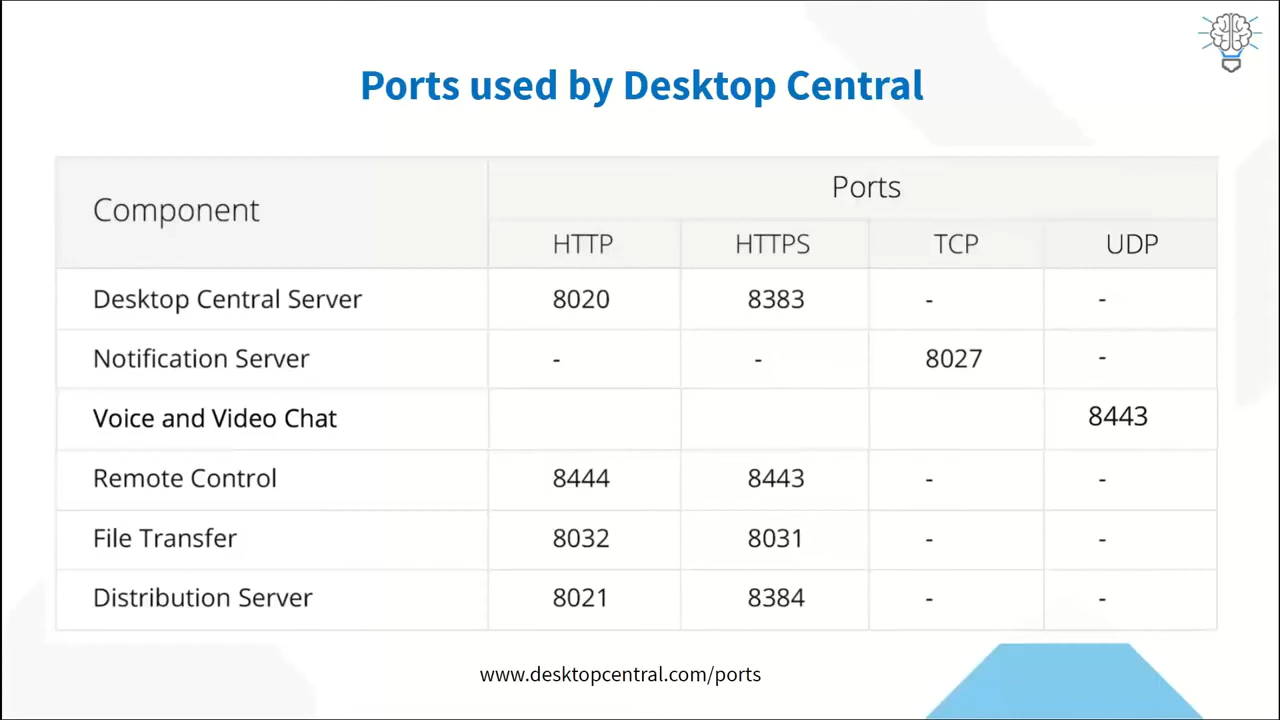 Ports used by Desktop Central
Component
Ports
HTTP HTTPS TCP UDP
Desktop Central Server 8020 8383 - -
Notification Server - - 8027 -
Voice and Video Chat 8443
Remote Control 8444 8443 - -
File Transfer 8032 8031 - -
Distribution Server 8021 8384 - -
www.desktopcentral.com/ports